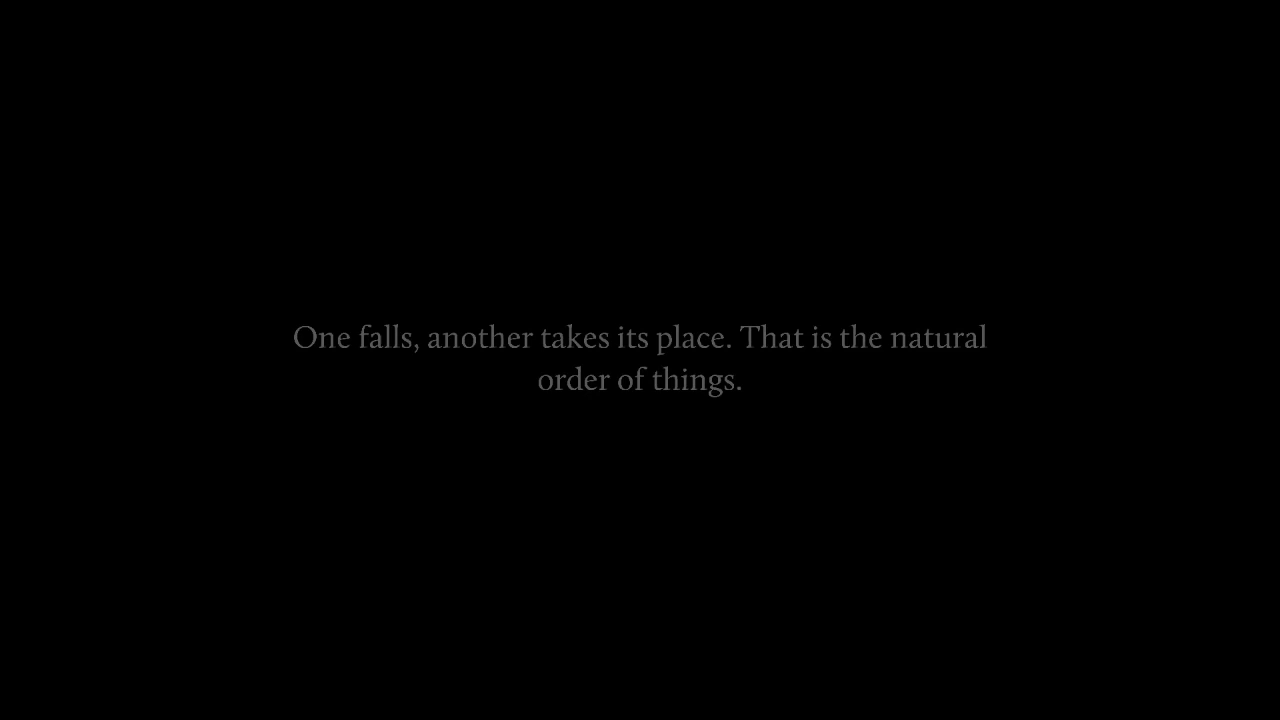 One falls, another takes its place. That is the natural
order of things.